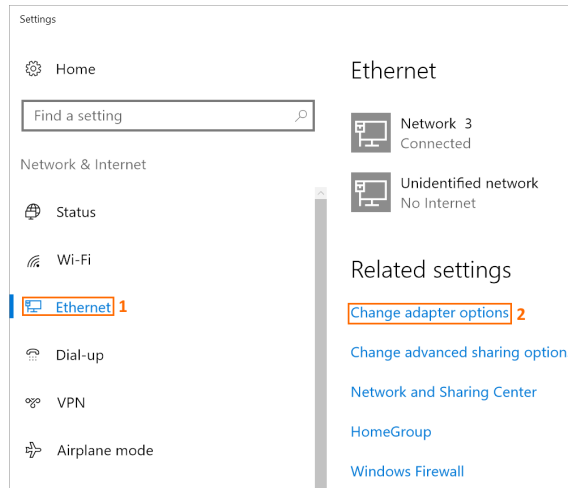 Settings
Home
Find a setting
Network & Internet
Status
Wi-Fi
Ethernet 1
Dial-up
VPN
Airplane mode
Ethernet
Network 3
Connected
Unidentified network
No Internet
Related settings
Change adapter options 2
Change advanced sharing option
Network and Sharing Center
HomeGroup
Windows Firewall